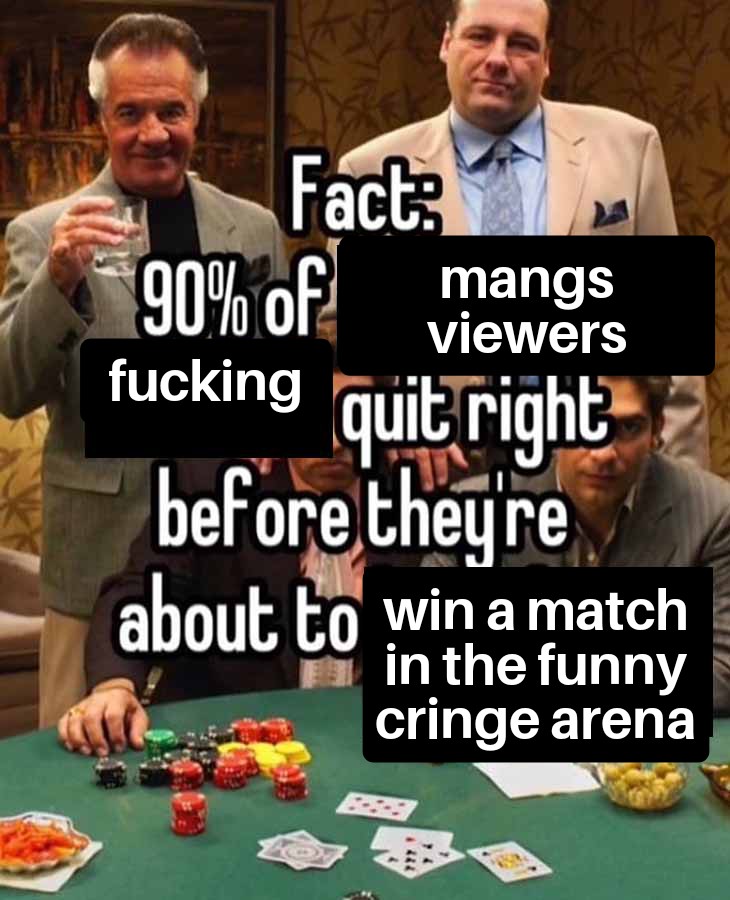 Fact:
90% of mangs
viewers
fucking quit right
before they're
about to win a match
in the funny
cringe arena